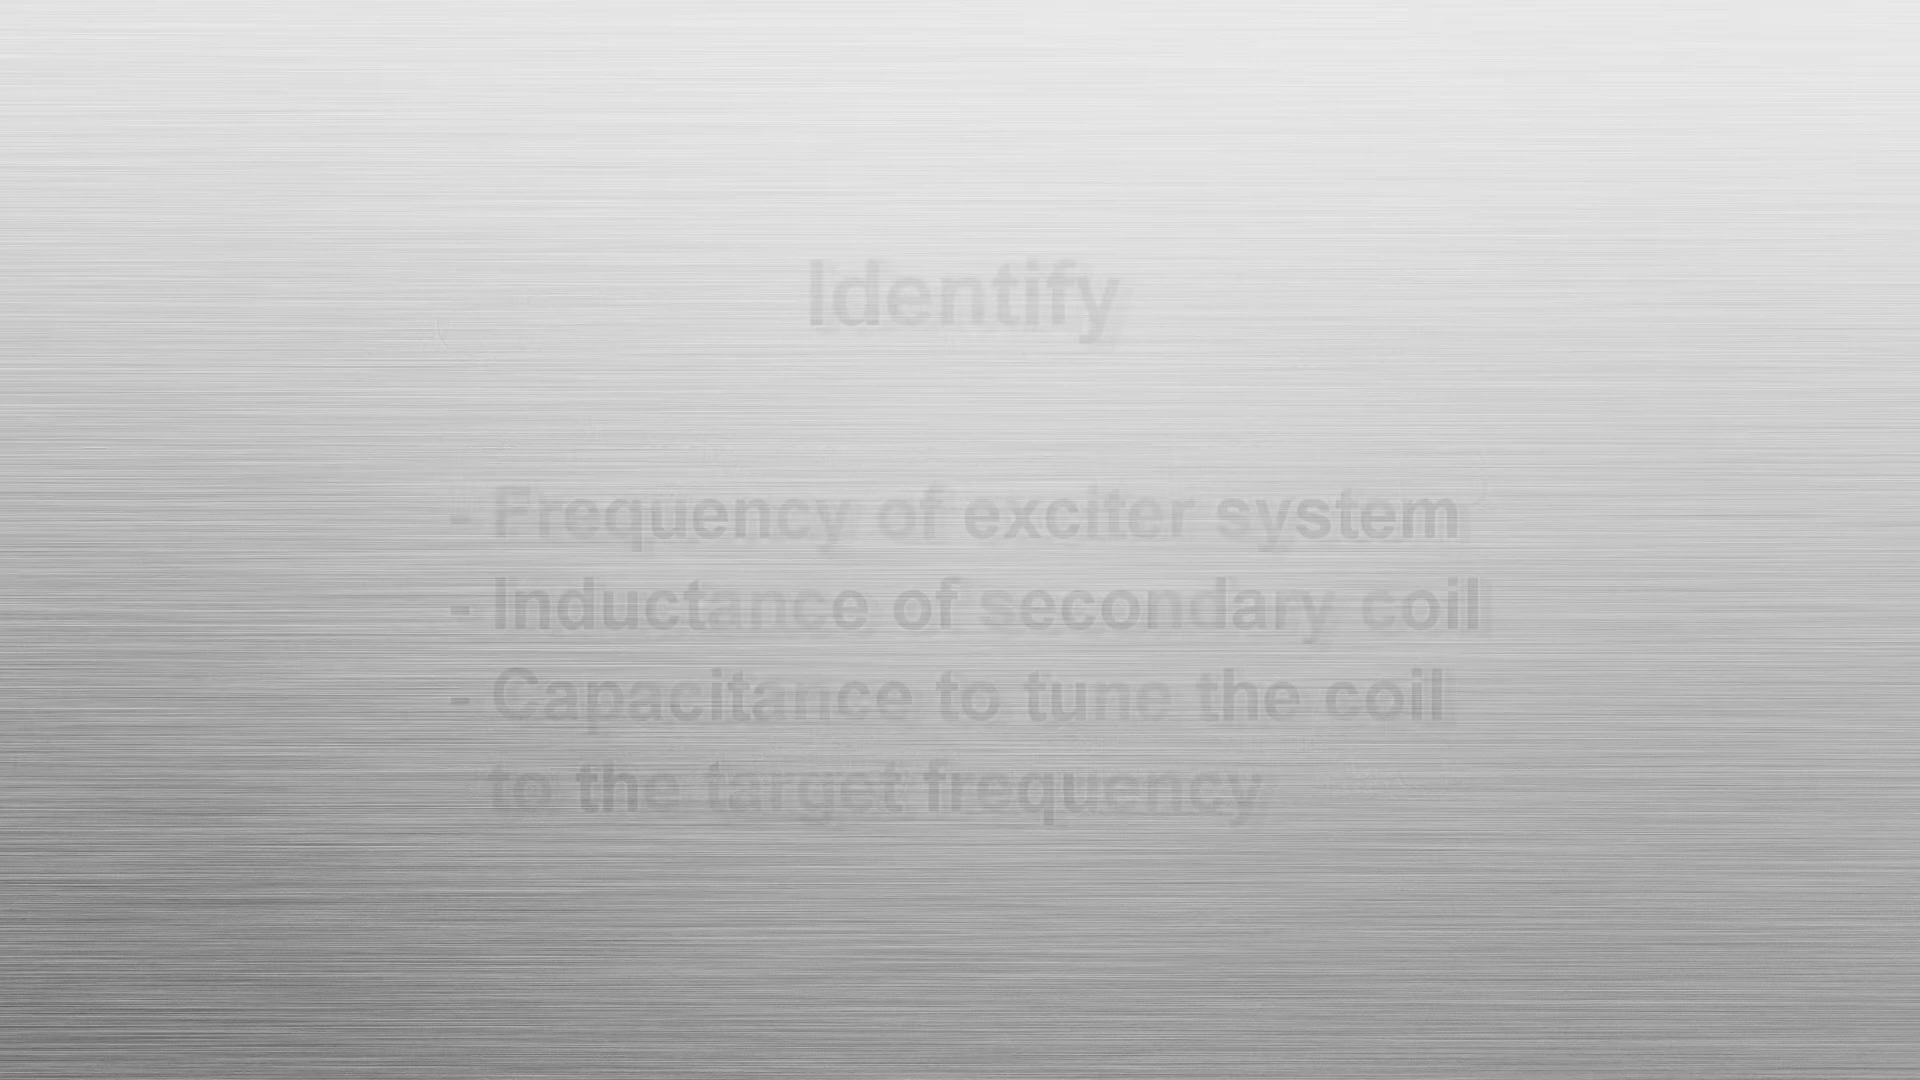 Identify
- Frequency of exciter system
- Inductance of secondary coil
- Capacitance to tune the coil
to the target frequency